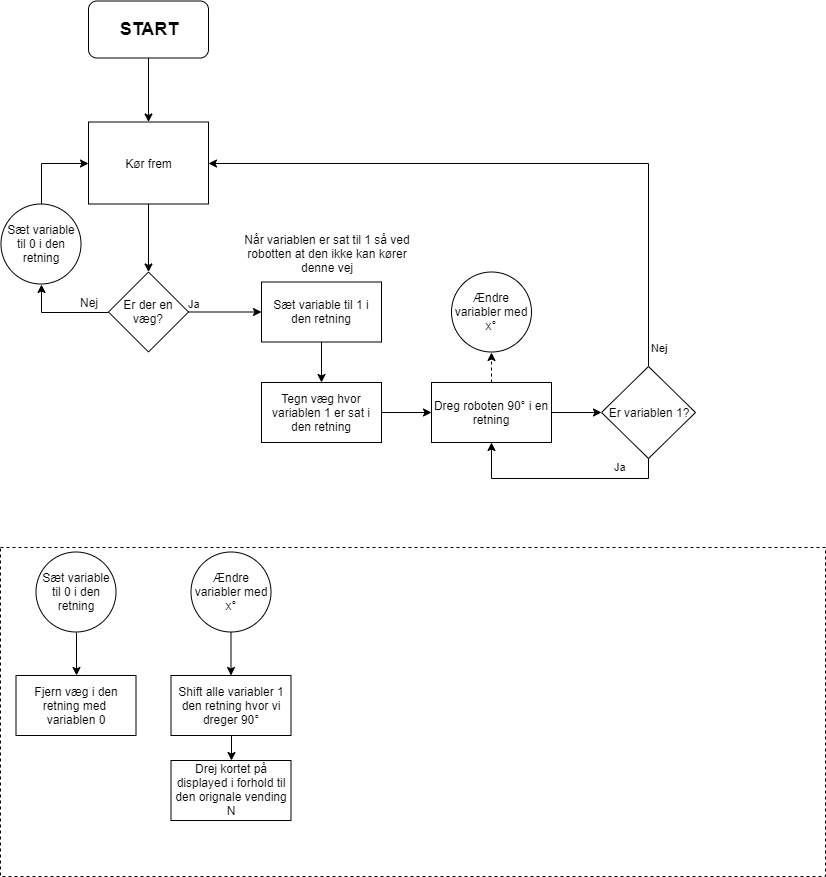 START
Kør frem
Sæt variable
til 0 i den
retning
Når variablen er sat til 1 så ved
robotten at den ikke kan kører
denne vej
Nej
Er der en
væg?
Ja
Sæt variable til 1 i
den retning
Ændre
variabler med
x°
Nej
Tegn væg hvor
variablen 1 er sat i
den retning
Dreg roboten 90° i en
retning
Er variablen 1?
Ja
Sæt variable
til 0 i den
retning
Ændre
variabler med
x°
Fjern væg i den
retning med
variablen 0
Shift alle variabler 1
den retning hvor vi
dreger 90°
Drej kortet på
displayed i forhold til
den orignale vending
N